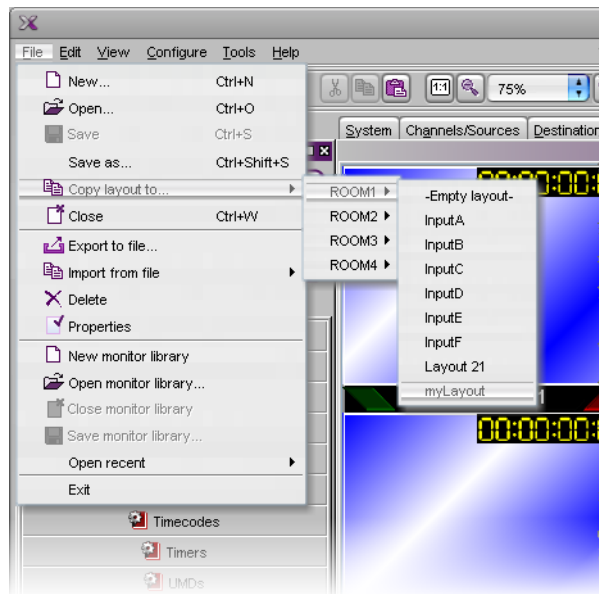 File Edit View Configure Tools Help
75%
System Channels/Sources Destination
New... Ctrl+N
Open... Ctrl+O
Save Ctrl+S
Save as... Ctrl+Shift+S
Copy layout to...
Close Ctrl+W
Export to file...
Import from file
Delete
Properties
New monitor library
Open monitor library...
Close monitor library
Save monitor library...
Open recent
Exit
ROOM1
ROOM2
ROOM3
ROOM4
-Empty layout-
InputA
InputB
InputC
InputD
InputE
InputF
Layout 21
myLayout
00:00:00:
1
00:00:00:
Timecodes
Timers
UMDs